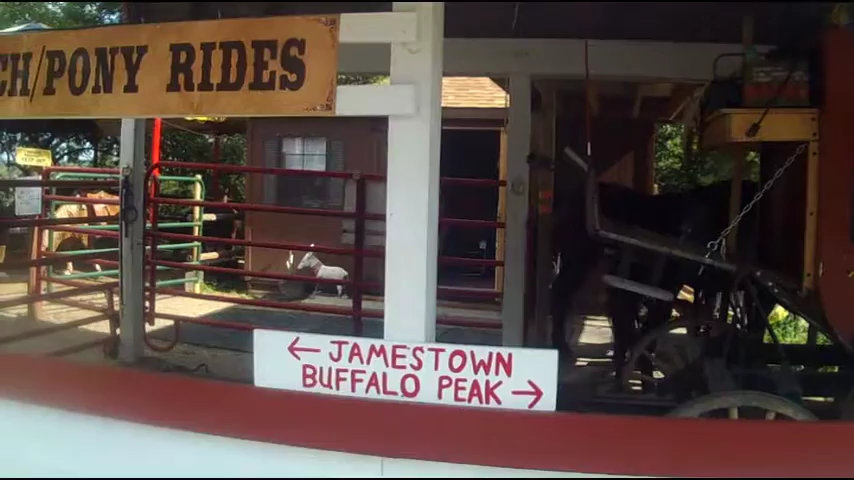 CH/PONY RIDES
← JAMESTOWN
BUFFALO PEAK →